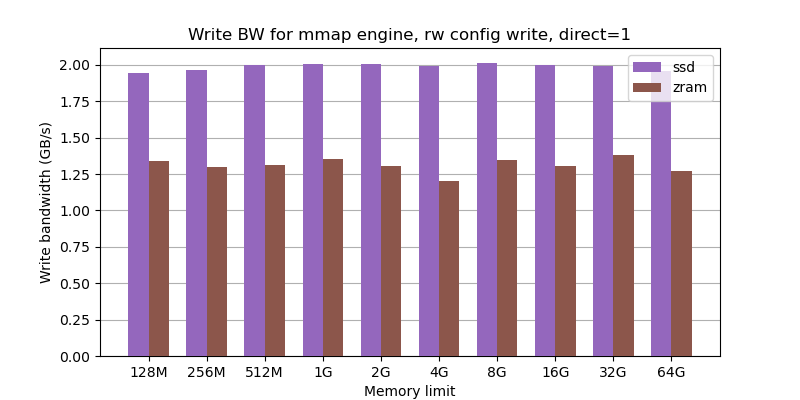 Write BW for mmap engine, rw config write, direct=1
ssd
zram
2.00
1.75
1.50
1.25
1.00
0.75
0.50
0.25
0.00
Write bandwidth (GB/s)
128M 256M 512M 1G 2G 4G 8G 16G 32G 64G
Memory limit